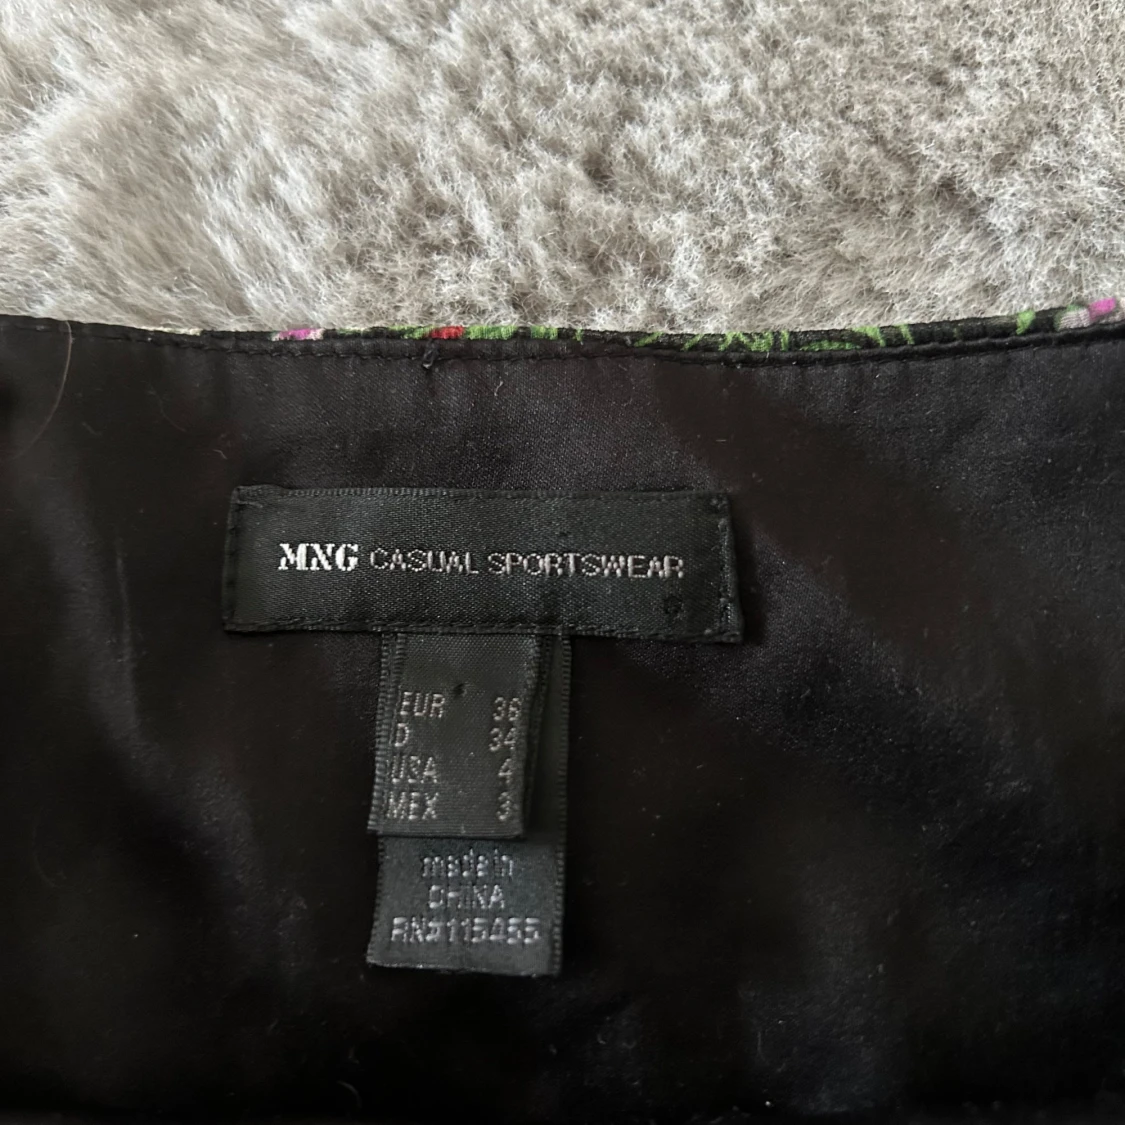 MNG CASUAL SPORTSWEAR
EUR 36
D 34
USA 4
MEX 3
made in
CHINA
RN#115455